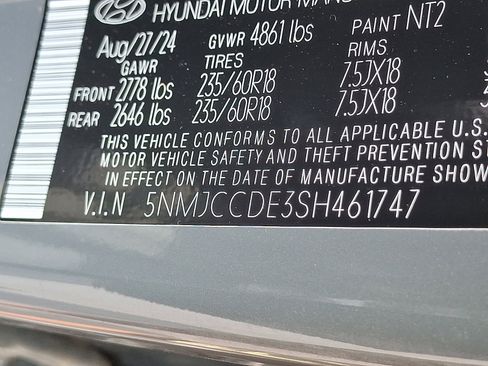 HYUNDAI MOTOR MANU
Aug/27/24 GVWR 4861 lbs PAINT NT2
GAWR TIRES RIMS
FRONT 2778 lbs 235/60R18 7.5JX18
REAR 2646 lbs 235/60R18 7.5JX18
THIS VEHICLE CONFORMS TO ALL APPLICABLE U.S.
MOTOR VEHICLE SAFETY AND THEFT PREVENTION ST
IN EFFECT ON THE DATE OF MANUFACTURE SHOW
V.I.N 5NMJCCDE3SH461747